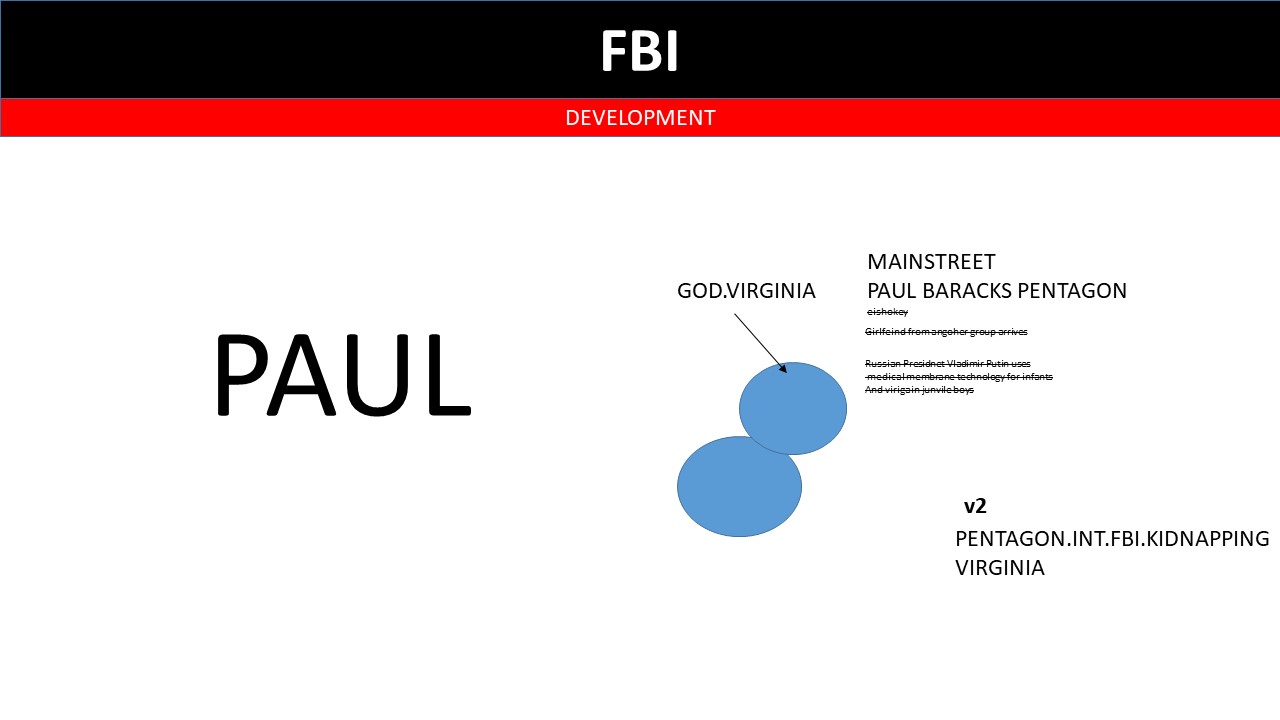 FBI
DEVELOPMENT
MAINSTREET
GOD.VIRGINIA
PAUL BARACKS PENTAGON
eishokey
Girlfeind from angoher group arrives
PAUL
Russian Presidnet Vladimir Putin uses
medical membrane technology for infants
And virigain junvile boys
v2
PENTAGON.INT.FBI.KIDNAPPING
VIRGINIA